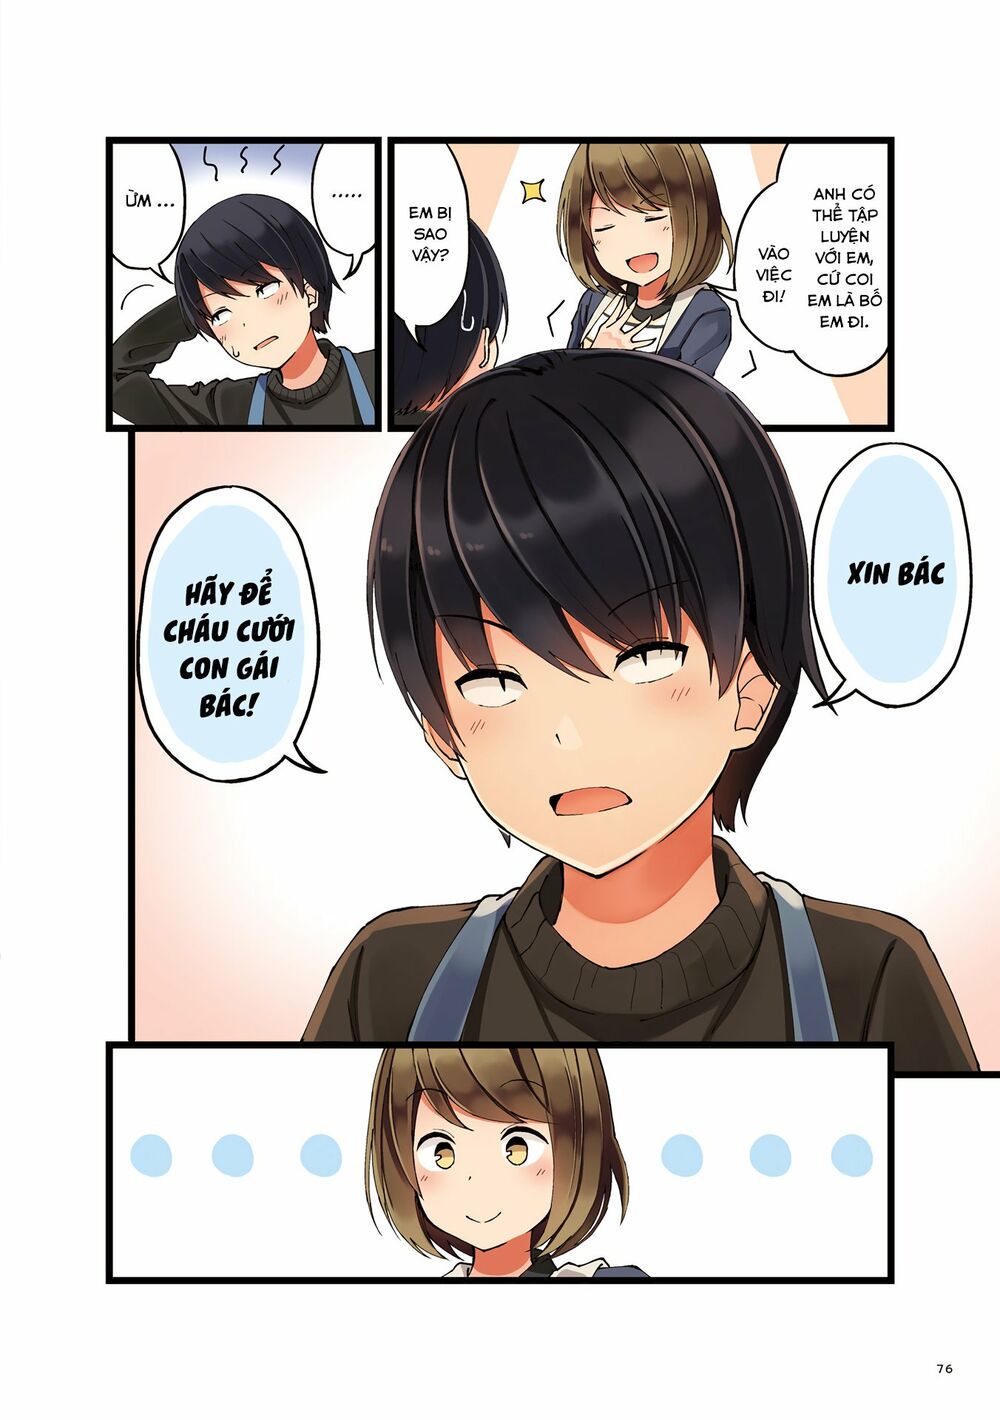 ANH CÓ
THỂ TẬP
LUYỆN
VỚI EM,
CỨ COI
EM LÀ BỐ
EM ĐI.
VÀO
VIỆC
ĐI!
EM BỊ
SAO
VẬY?
.....
ỪM ...
XIN BÁC
HÃY ĐỂ
CHÁU CƯỚI
CON GÁI
BÁC!
76